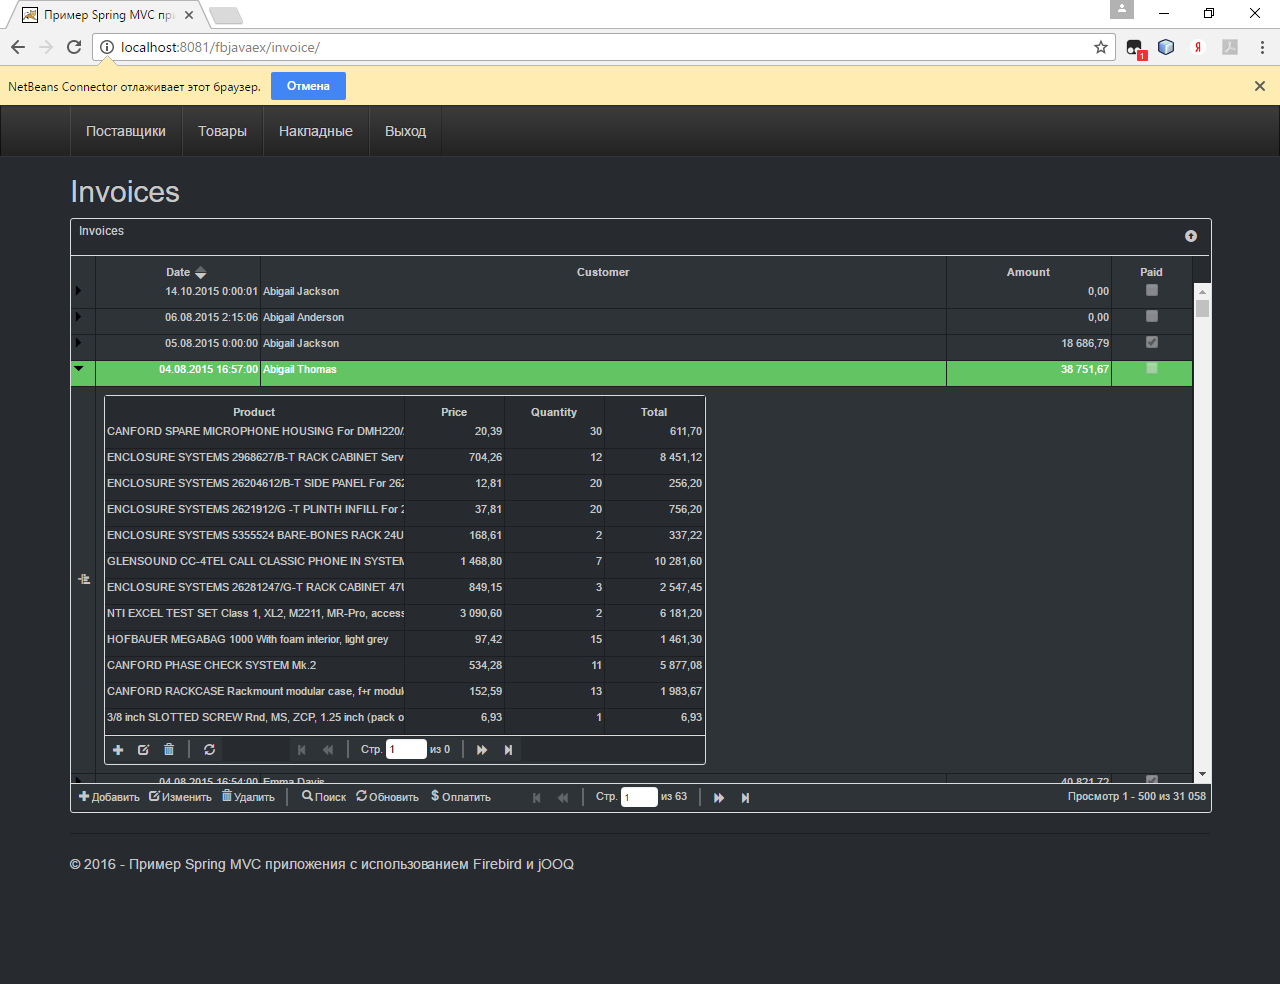 Пример Spring MVC при
localhost:8081/fbjavaex/invoice/
1
Я
NetBeans Connector отлаживает этот браузер. Отмена
Поставщики Товары Накладные Выход
Invoices
Invoices
Date Customer Amount Paid
14.10.2015 0:00:01 Abigail Jackson 0,00
06.08.2015 2:15:06 Abigail Anderson 0,00
05.08.2015 0:00:00 Abigail Jackson 18 686,79
04.08.2015 16:57:00 Abigail Thomas 38 751,67
Product Price Quantity Total
CANFORD SPARE MICROPHONE HOUSING For DMH220/ 20,39 30 611,70
ENCLOSURE SYSTEMS 2968627/B-T RACK CABINET Serv 704,26 12 8 451,12
ENCLOSURE SYSTEMS 26204612/B-T SIDE PANEL For 262 12,81 20 256,20
ENCLOSURE SYSTEMS 2621912/G -T PLINTH INFILL For 2 37,81 20 756,20
ENCLOSURE SYSTEMS 5355524 BARE-BONES RACK 24U 168,61 2 337,22
GLENSOUND CC-4TEL CALL CLASSIC PHONE IN SYSTEM 1 468,80 7 10 281,60
ENCLOSURE SYSTEMS 26281247/G-T RACK CABINET 47U 849,15 3 2 547,45
NTI EXCEL TEST SET Class 1, XL2, M2211, MR-Pro, access 3 090,60 2 6 181,20
HOFBAUER MEGABAG 1000 With foam interior, light grey 97,42 15 1 461,30
CANFORD PHASE CHECK SYSTEM Mk.2 534,28 11 5 877,08
CANFORD RACKCASE Rackmount modular case, f+r modul 152,59 13 1 983,67
3/8 inch SLOTTED SCREW Rnd, MS, ZCP, 1.25 inch (pack o 6,93 1 6,93
Стр. 1 из 0
04.08.2015 16:54:00 Emma Davis 40 821,72
Добавить Изменить Удалить Поиск Обновить $ Оплатить Стр. 1 из 63 Просмотр 1 - 500 из 31 058
© 2016 - Пример Spring MVC приложения с использованием Firebird и jOOQ